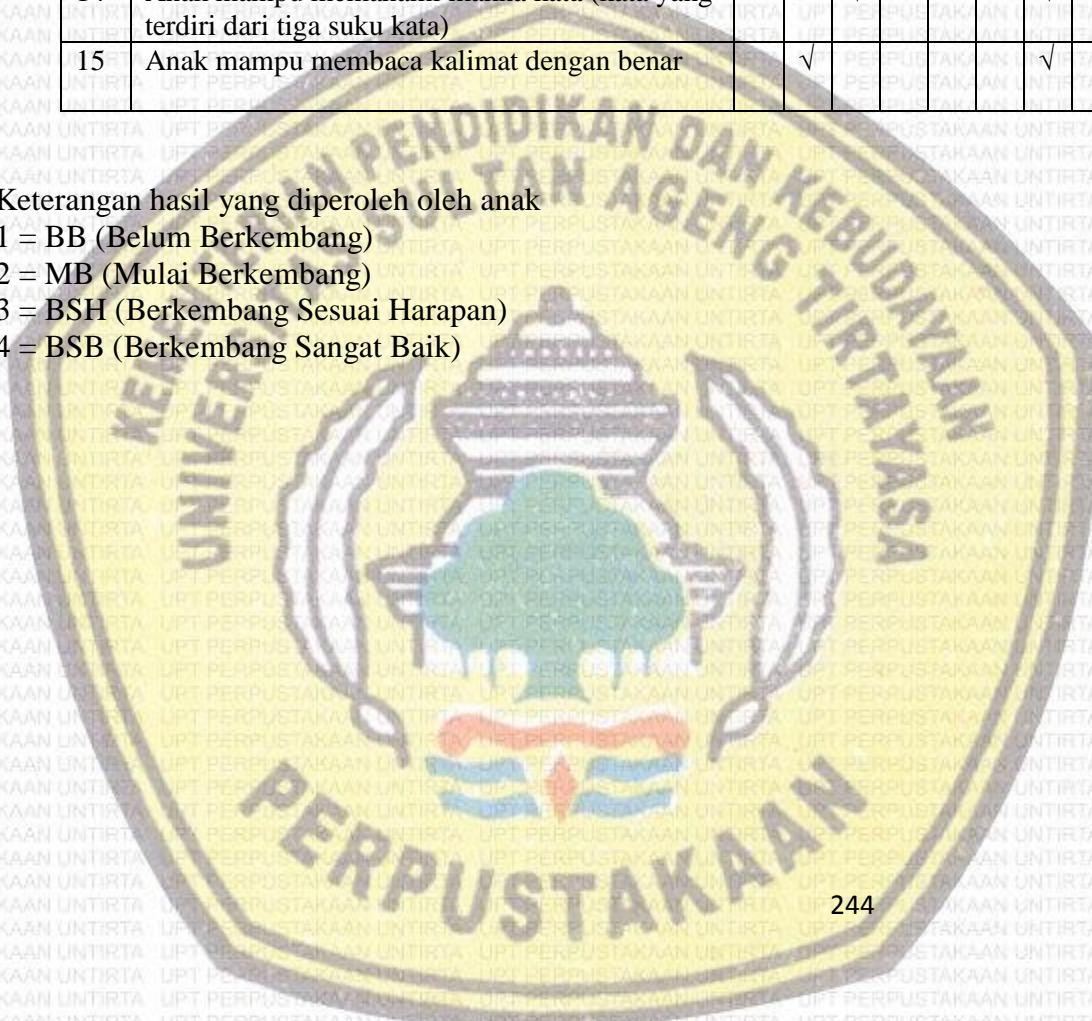 terdiri dari tiga suku kata)
15 Anak mampu membaca kalimat dengan benar √ √
Keterangan hasil yang diperoleh oleh anak
1 = BB (Belum Berkembang)
2 = MB (Mulai Berkembang)
3 = BSH (Berkembang Sesuai Harapan)
4 = BSB (Berkembang Sangat Baik)
KEMENTERIAN PENDIDIKAN DAN KEBUDAYAAN
UNIVERSITAS SULTAN AGENG TIRTAYASA
PERPUSTAKAAN
244